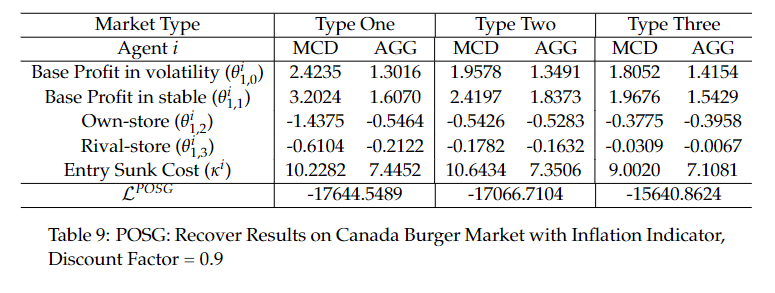 Market Type Type One Type Two Type Three
Agent i MCD AGG MCD AGG MCD AGG
Base Profit in volatility (θ^i_{1,0}) 2.4235 1.3016 1.9578 1.3491 1.8052 1.4154
Base Profit in stable (θ^i_{1,1}) 3.2024 1.6070 2.4197 1.8373 1.9676 1.5429
Own-store (θ^i_{1,2}) -1.4375 -0.5464 -0.5426 -0.5283 -0.3775 -0.3958
Rival-store (θ^i_{1,3}) -0.6104 -0.2122 -0.1782 -0.1632 -0.0309 -0.0067
Entry Sunk Cost (κ^i) 10.2282 7.4452 10.6434 7.3506 9.0020 7.1081
ℒ^{POSG} -17644.5489 -17066.7104 -15640.8624
Table 9: POSG: Recover Results on Canada Burger Market with Inflation Indicator,
Discount Factor = 0.9